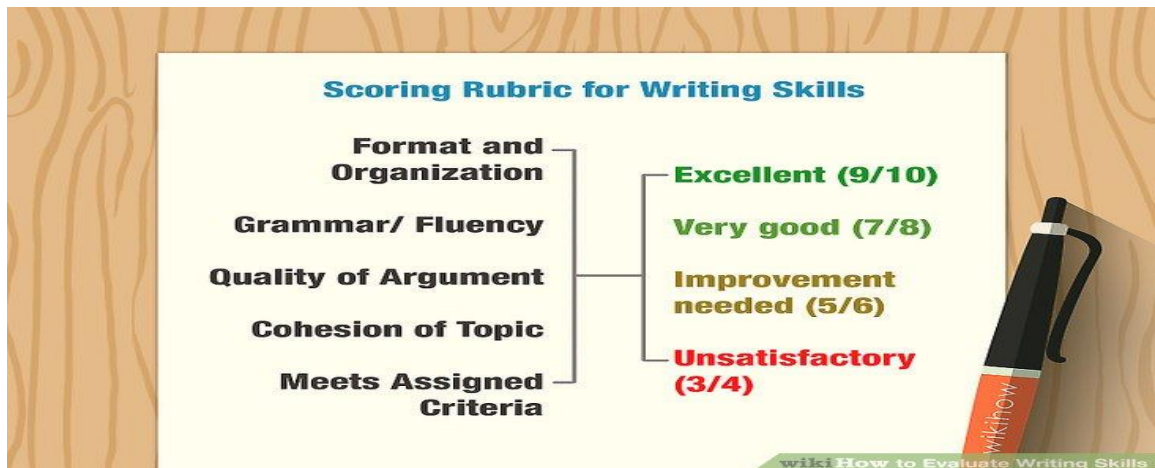 Scoring Rubric for Writing Skills
Format and
Organization
Grammar/ Fluency
Quality of Argument
Cohesion of Topic
Meets Assigned
Criteria
Excellent (9/10)
Very good (7/8)
Improvement
needed (5/6)
Unsatisfactory
(3/4)
wikihow
wikiHow to Evaluate Writing Skills